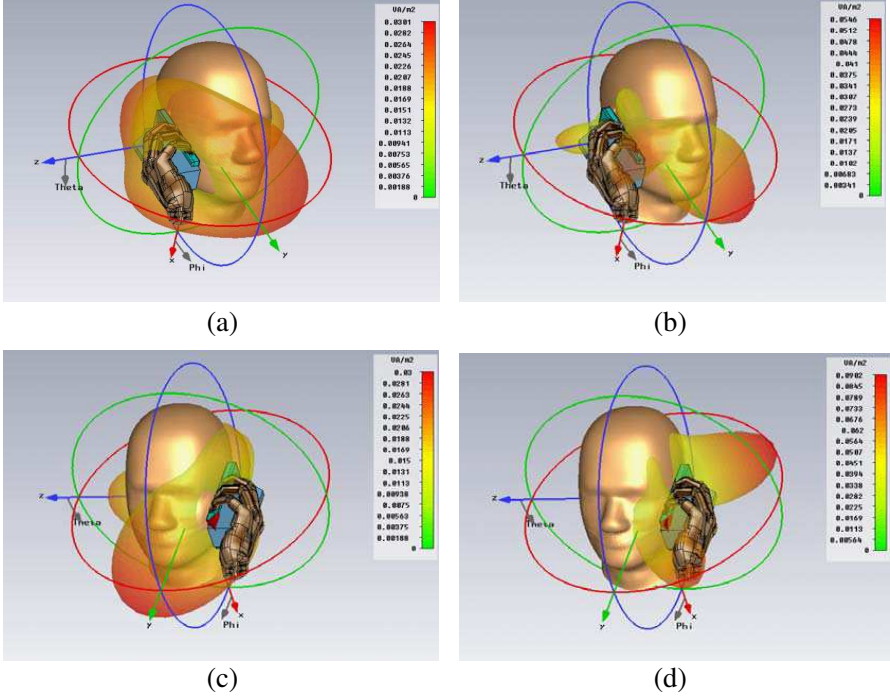 VA/m2
0.0301
0.0282
0.0264
0.0245
0.0226
0.0207
0.0188
0.0169
0.0151
0.0132
0.0113
0.00941
0.00753
0.00565
0.00376
0.00188
0
z
Theta
x
Phi
y
(a)
VA/m2
0.0546
0.0512
0.0478
0.0444
0.041
0.0375
0.0341
0.0307
0.0273
0.0239
0.0205
0.0171
0.0137
0.0102
0.00683
0.00341
0
z
Theta
x
Phi
y
(b)
VA/m2
0.03
0.0281
0.0263
0.0244
0.0225
0.0206
0.0188
0.0169
0.015
0.0131
0.0113
0.00938
0.0075
0.00563
0.00375
0.00188
0
z
Theta
y
Phi
x
(c)
VA/m2
0.0902
0.0845
0.0789
0.0733
0.0676
0.062
0.0564
0.0507
0.0451
0.0394
0.0338
0.0282
0.0225
0.0169
0.0113
0.00564
0
z
Theta
y
Phi
x
(d)